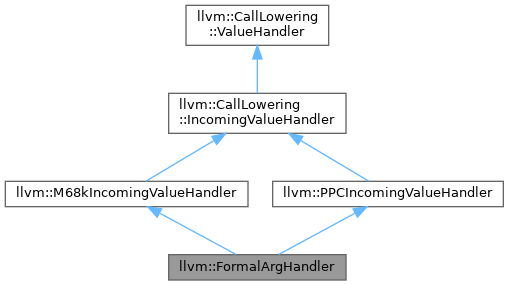 llvm::CallLowering
::ValueHandler
llvm::CallLowering
::IncomingValueHandler
llvm::M68kIncomingValueHandler
llvm::PPCIncomingValueHandler
llvm::FormalArgHandler